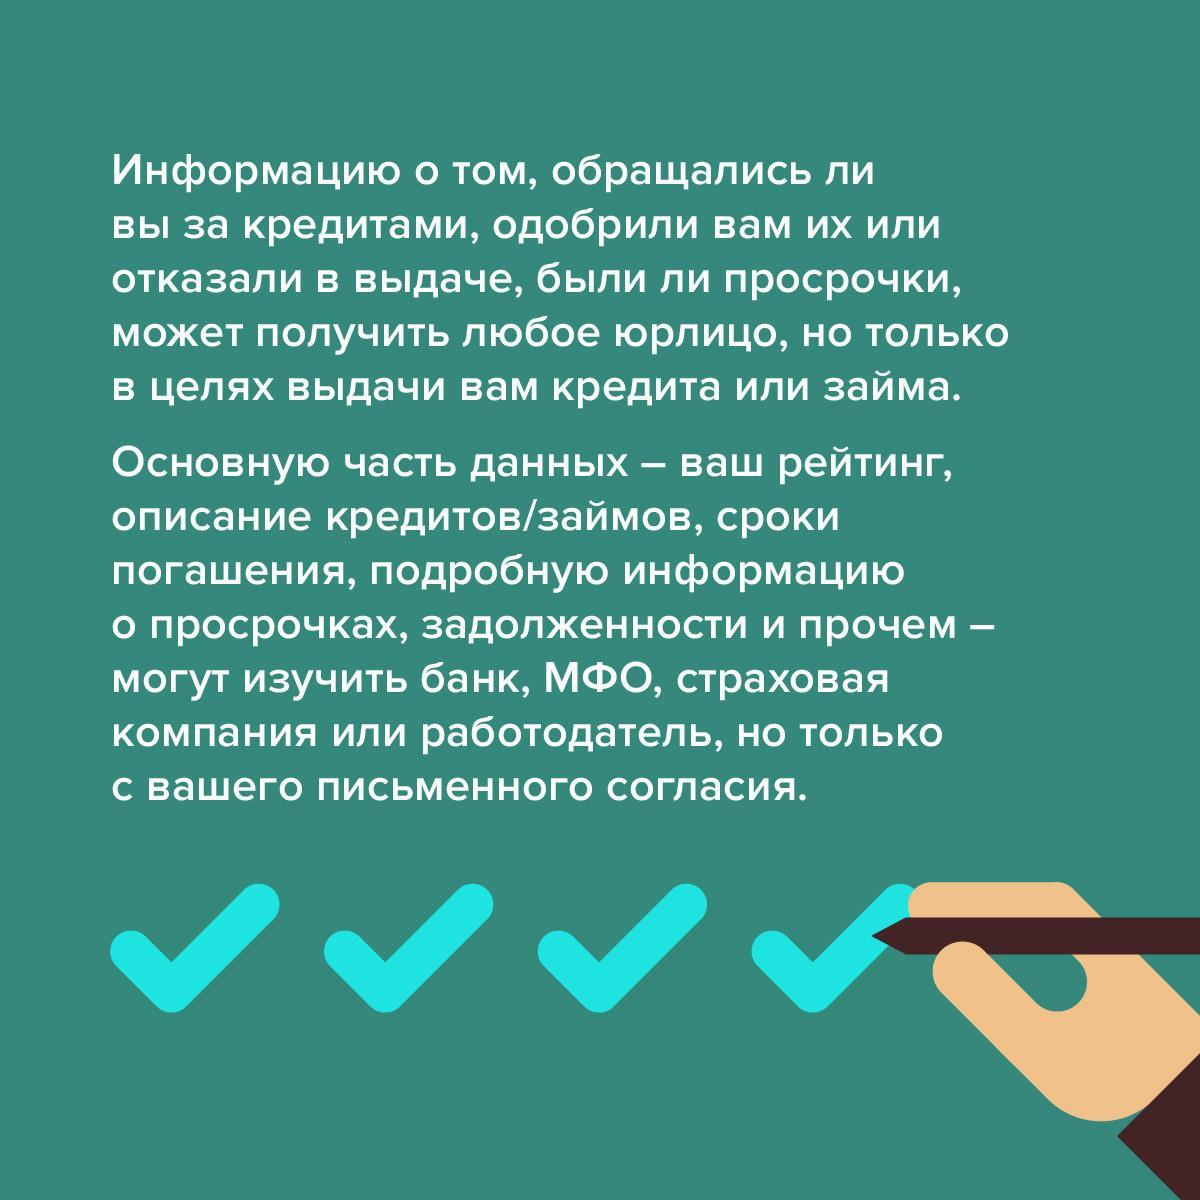 Информацию о том, обращались ли
вы за кредитами, одобрили вам их или
отказали в выдаче, были ли просрочки,
может получить любое юрлицо, но только
в целях выдачи вам кредита или займа.
Основную часть данных – ваш рейтинг,
описание кредитов/займов, сроки
погашения, подробную информацию
о просрочках, задолженности и прочем –
могут изучить банк, МФО, страховая
компания или работодатель, но только
с вашего письменного согласия.